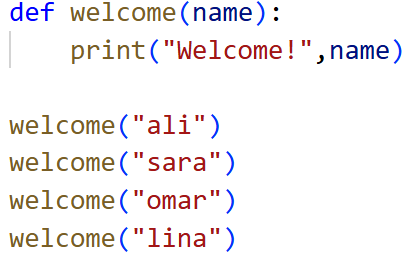 def welcome(name):
    print("Welcome!",name)

welcome("ali")
welcome("sara")
welcome("omar")
welcome("lina")